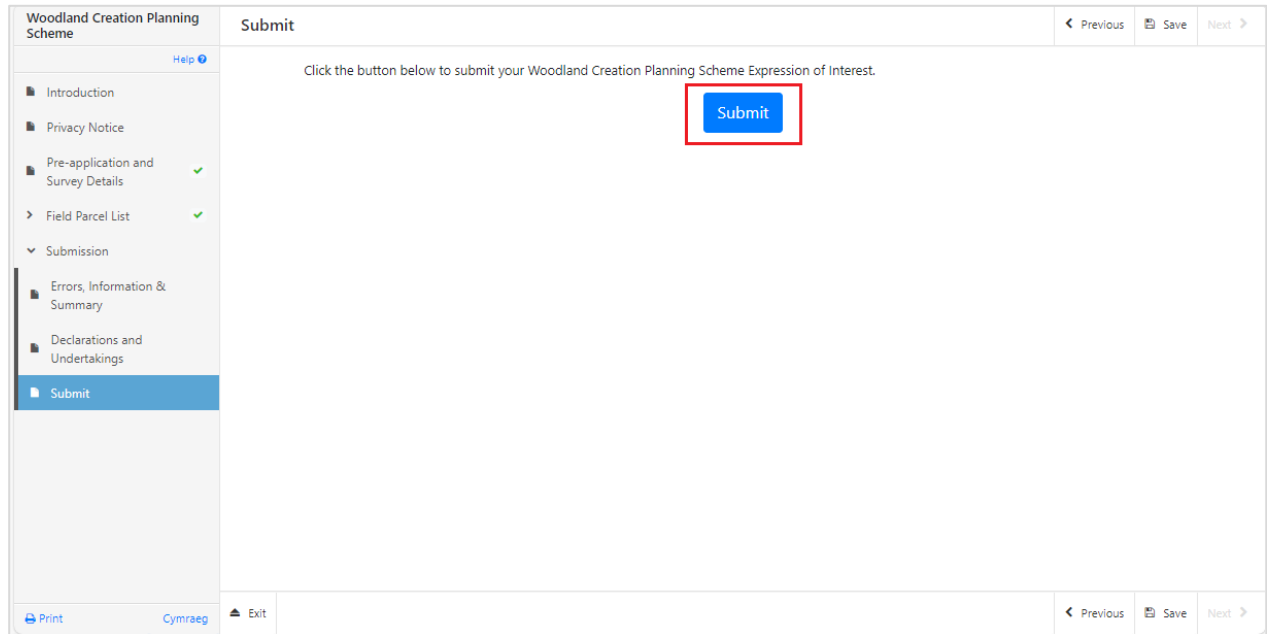 Woodland Creation Planning
Scheme
Help
Introduction
Privacy Notice
Pre-application and
Survey Details
Field Parcel List
Submission
Errors, Information &
Summary
Declarations and
Undertakings
Submit
Print
Cymraeg
Submit
Previous
Save
Next
Click the button below to submit your Woodland Creation Planning Scheme Expression of Interest.
Submit
Exit
Previous
Save
Next